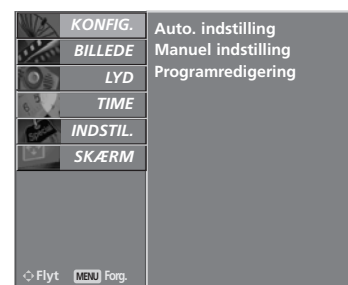 KONFIG.
BILLEDE
LYD
TIME
INDSTIL.
SKÆRM
Auto. indstilling
Manuel indstilling
Programredigering
Flyt MENU Forg.